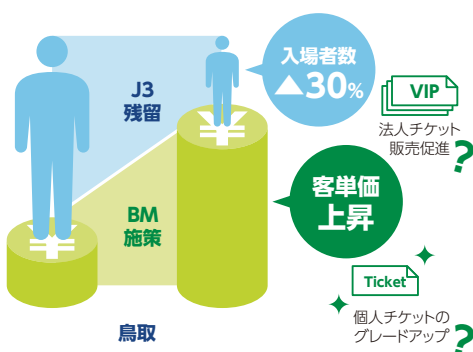 J3
残留
入場者数
▲30%
VIP
法人チケット
販売促進
?
¥
¥
BM
施策
客単価
上昇
Ticket
個人チケットの
グレードアップ
?
鳥取